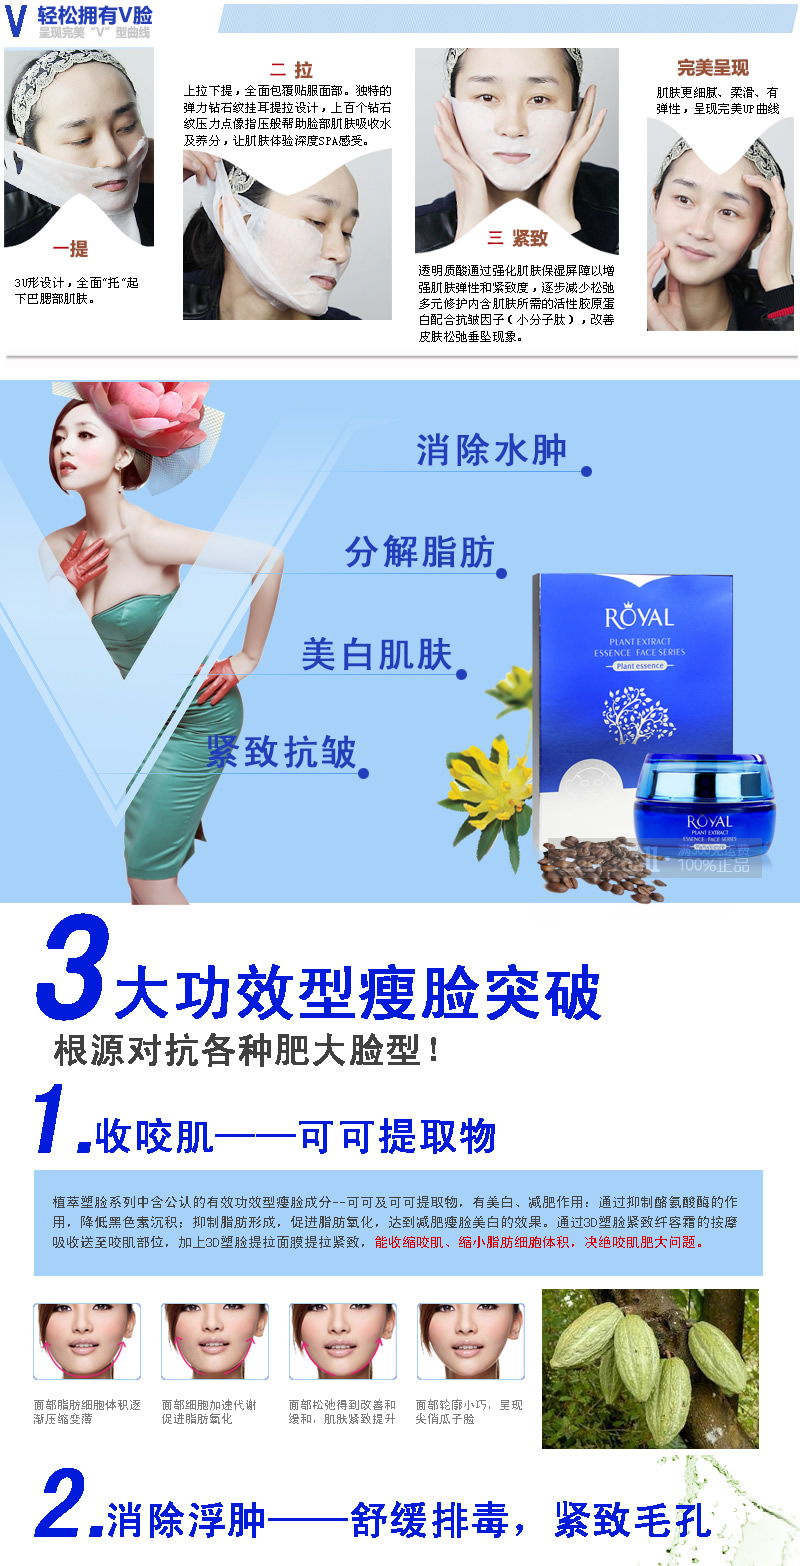 V 轻松拥有V脸
呈现完美“V”型曲线
一提
3U形设计，全面“托”起
下巴腮部肌肤。
二 拉
上拉下提，全面包覆贴服面部。独特的
弹力钻石纹挂耳提拉设计，上百个钻石
纹压力点像指压般帮助脸部肌肤吸收水
及养分，让肌肤体验深度SPA感受。
三 紧致
透明质酸通过强化肌肤保湿屏障以增
强肌肤弹性和紧致度，逐步减少松弛
多元修护内含肌肤所需的活性胶原蛋
白配合抗皱因子（小分子肽），改善
皮肤松弛垂坠现象。
完美呈现
肌肤更细腻、柔滑、有
弹性，呈现完美UP曲线
消除水肿
分解脂肪
美白肌肤
紧致抗皱
ROYAL
PLANT EXTRACT
ESSENCE · FACE SERIES
Plant essence
ROYAL
PLANT EXTRACT
ESSENCE · FACE SERIES
100%正品
3大功效型瘦脸突破
根源对抗各种肥大脸型！
1.收咬肌——可可提取物
植萃塑脸系列中含公认的有效功效型瘦脸成分--可可及可可提取物，有美白、减肥作用：通过抑制酪氨酸酶的作
用，降低黑色素沉积；抑制脂肪形成，促进脂肪氧化，达到减肥瘦脸美白的效果。通过3D塑脸紧致纤容霜的按摩
吸收送至咬肌部位，加上3D塑脸提拉面膜提拉紧致，能收缩咬肌、缩小脂肪细胞体积，决绝咬肌肥大问题。
面部脂肪细胞体积逐
渐压缩变薄
面部细胞加速代谢
促进脂肪氧化
面部松弛得到改善和
缓和，肌肤紧致提升
面部轮廓小巧，呈现
尖俏瓜子脸
2.消除浮肿——舒缓排毒，紧致毛孔